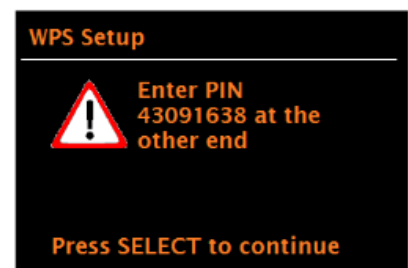 WPS Setup
Enter PIN
43091638 at the
other end
Press SELECT to continue